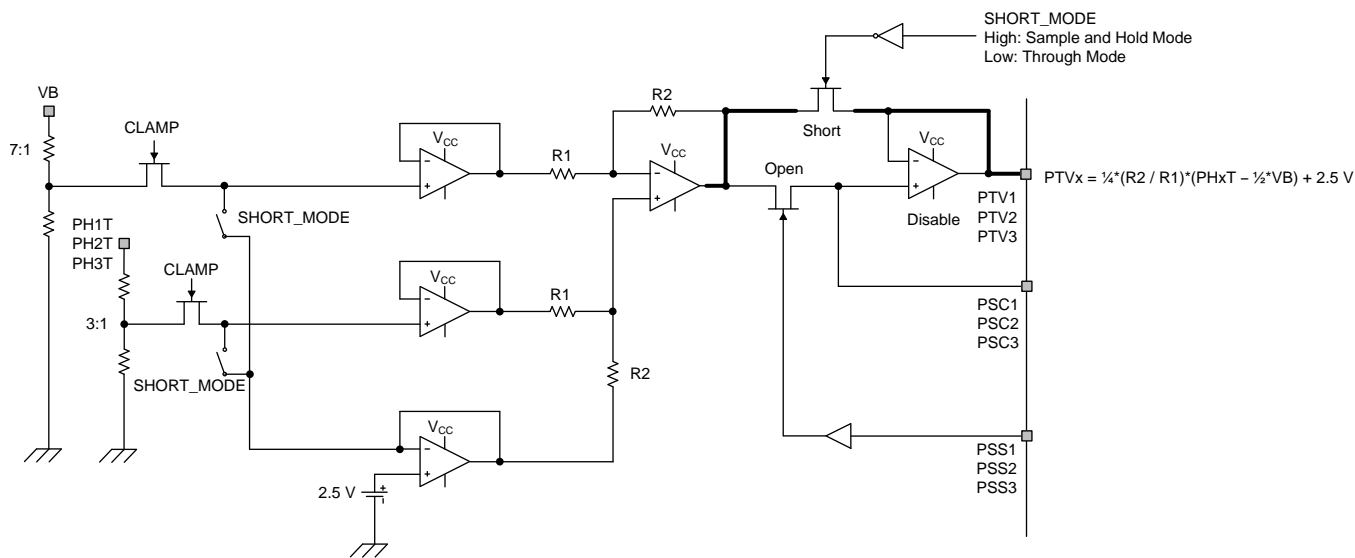 SHORT_MODE
High: Sample and Hold Mode
Low: Through Mode
VB
CLAMP
7:1
R2
VCC
VCC
VCC
R1
Short
Open
SHORT_MODE
PTVx = ¼*(R2 / R1)*(PHxT – ½*VB) + 2.5 V
Disable
PTV1
PTV2
PTV3
PH1T
PH2T
PH3T
CLAMP
VCC
R1
3:1
PSC1
PSC2
PSC3
SHORT_MODE
R2
VCC
2.5 V
PSS1
PSS2
PSS3